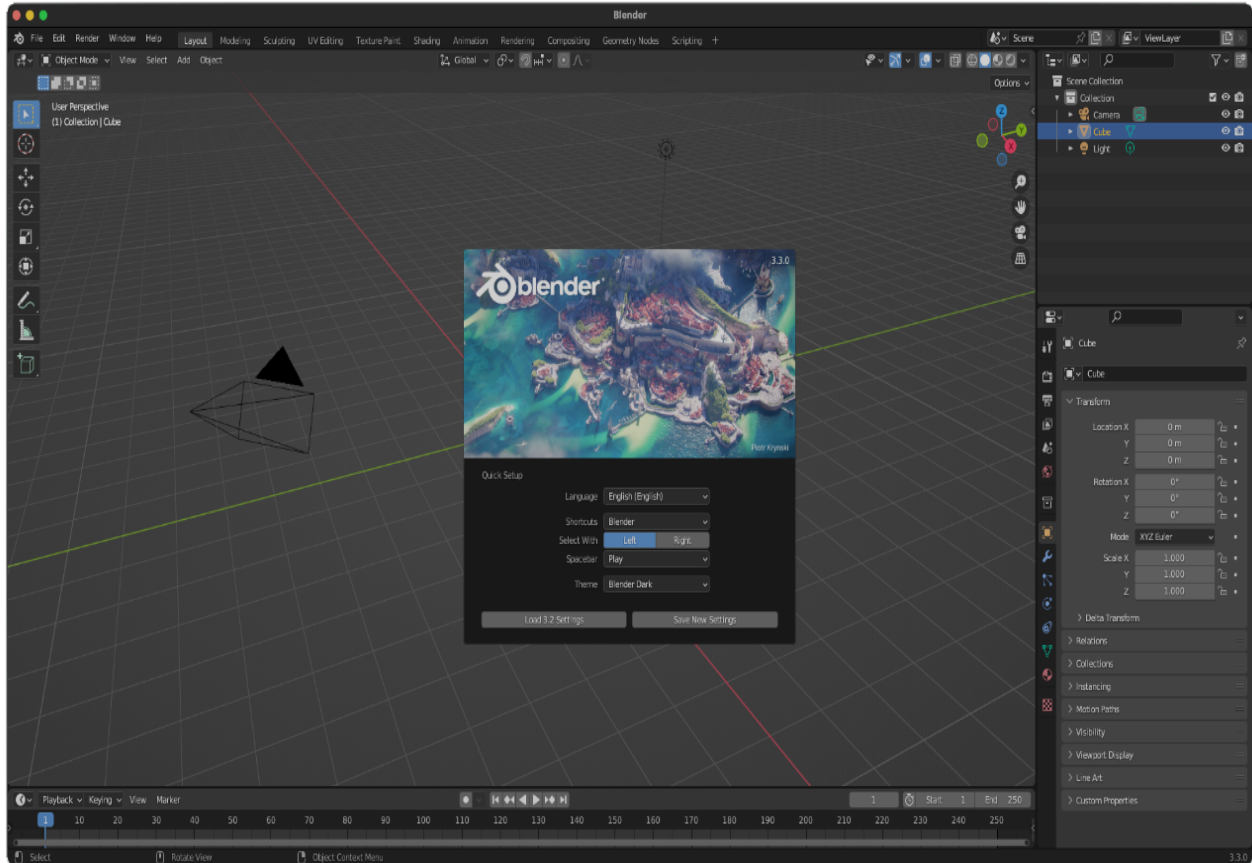 Blender
File Edit Render Window Help Layout Modeling Sculpting UV Editing Texture Paint Shading Animation Rendering Compositing Geometry Nodes Scripting + Scene ViewLayer
Object Mode View Select Add Object Global
Options
User Perspective
(1) Collection | Cube
Z
Y
X
Scene Collection
Collection
Camera
Cube
Light
blender
3.3.0
Piotr Krynski
Quick Setup
Language English (English)
Shortcuts Blender
Select With Left Right
Spacebar Play
Theme Blender Dark
Load 3.2 Settings Save New Settings
Cube
Cube
Transform
Location X 0 m
Y 0 m
Z 0 m
Rotation X 0°
Y 0°
Z 0°
Mode XYZ Euler
Scale X 1.000
Y 1.000
Z 1.000
Delta Transform
Relations
Collections
Instancing
Motion Paths
Visibility
Viewport Display
Line Art
Custom Properties
Playback Keying View Marker 1 Start 1 End 250
1 10 20 30 40 50 60 70 80 90 100 110 120 130 140 150 160 170 180 190 200 210 220 230 240 250
Select Rotate View Object Context Menu 3.3.0